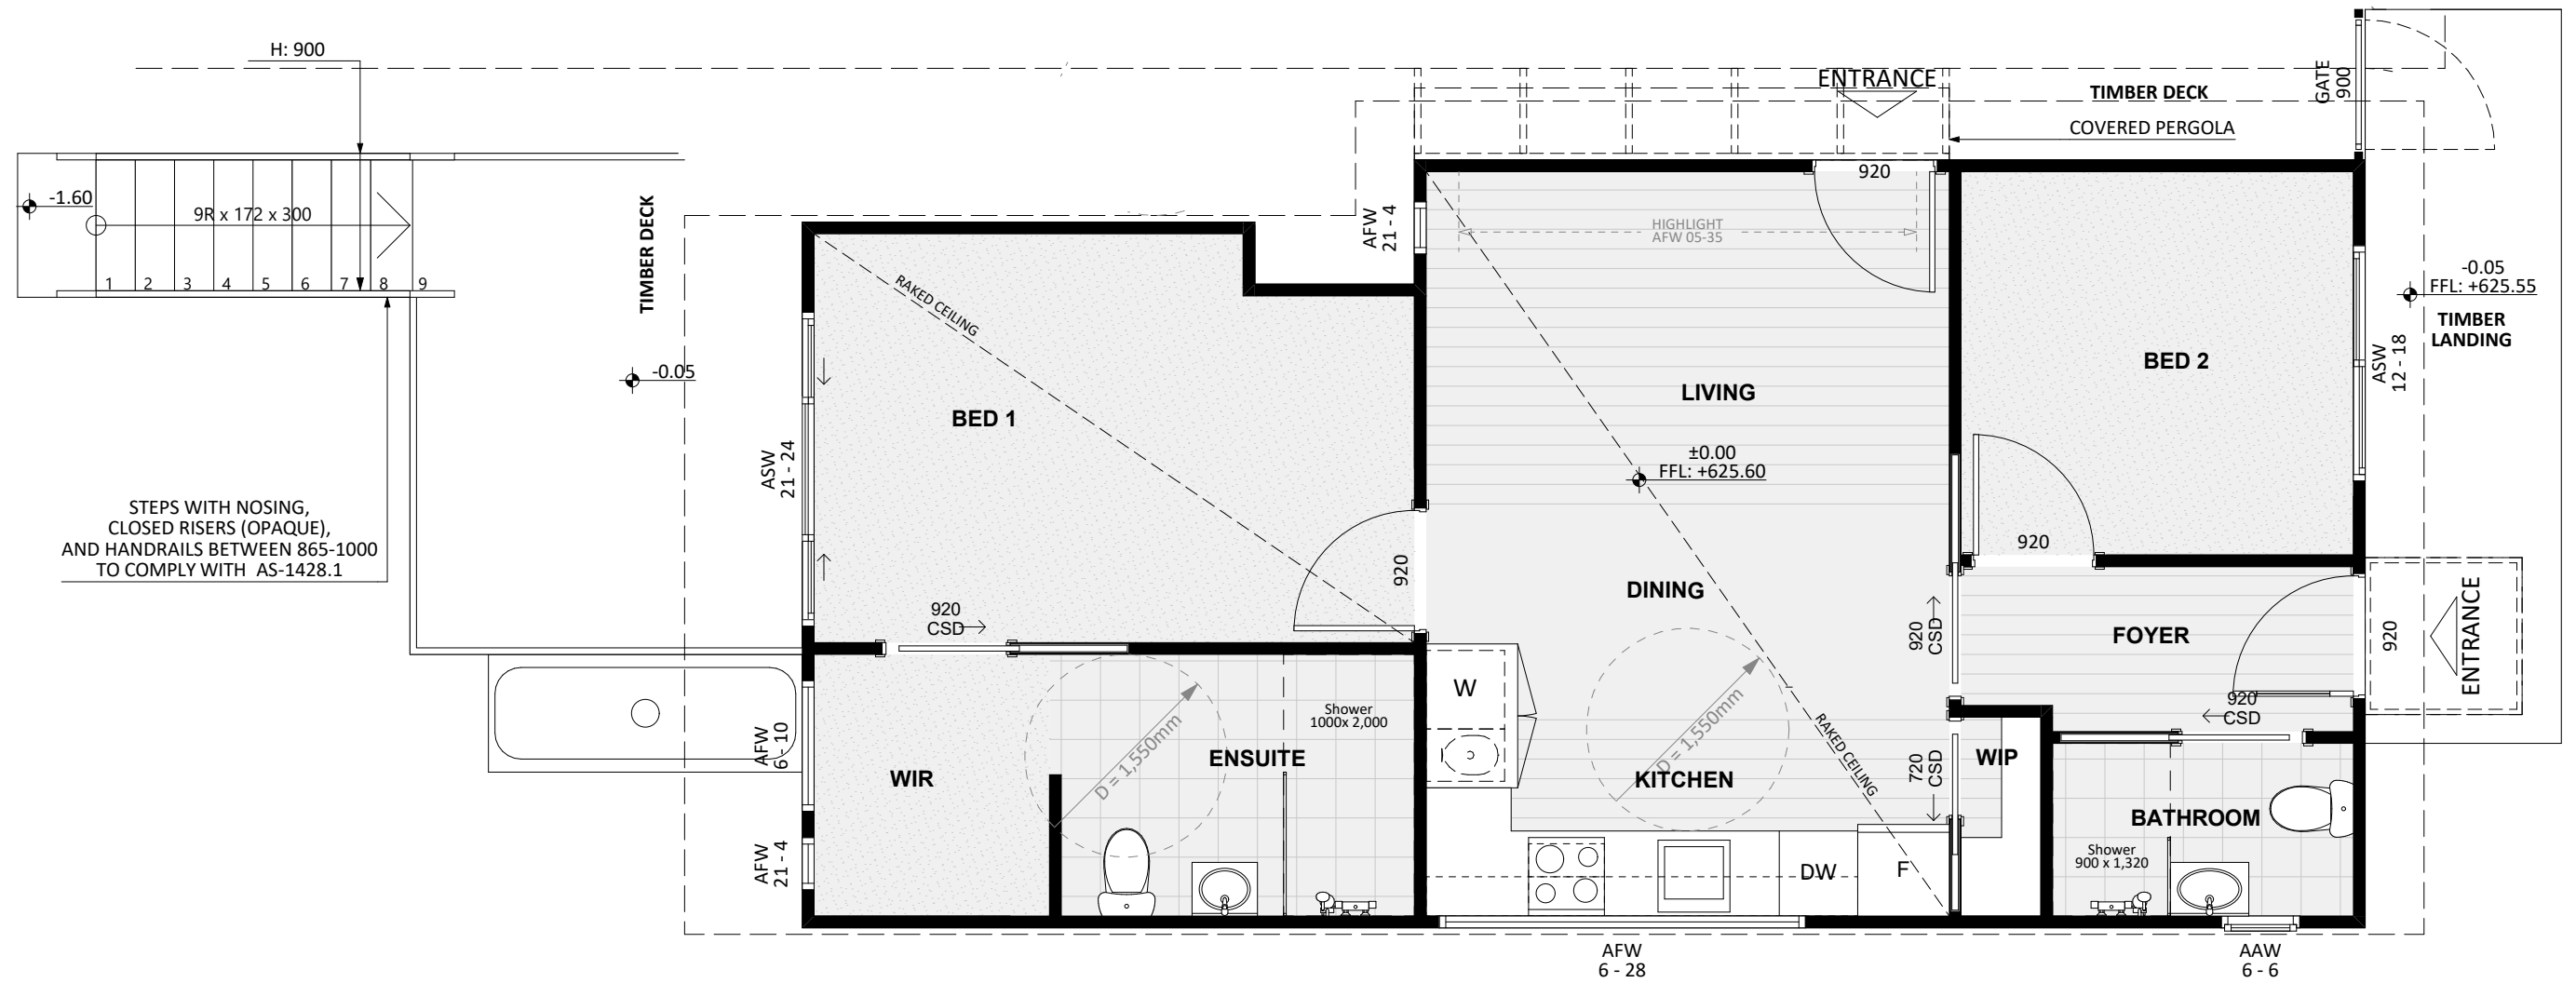 H: 900
ENTRANCE
TIMBER DECK
GATE
900
COVERED PERGOLA
-1.60
9R x 172 x 300
1 2 3 4 5 6 7 8 9
TIMBER DECK
-0.05
STEPS WITH NOSING,
CLOSED RISERS (OPAQUE),
AND HANDRAILS BETWEEN 865-1000
TO COMPLY WITH AS-1428.1
AFW
21 - 4
920
HIGHLIGHT
AFW 05-35
RAKED CEILING
BED 1
ASW
21 - 24
LIVING
±0.00
FFL: +625.60
BED 2
ASW
12 - 18
-0.05
FFL: +625.55
TIMBER
LANDING
920
920
DINING
920
CSD
920
CSD
FOYER
920
ENTRANCE
920
CSD
W
Shower
1000x 2,000
D = 1,550mm
ENSUITE
WIR
AFW
6 - 10
AFW
21 - 4
D = 1,550mm
KITCHEN
RAKED CEILING
720
CSD
WIP
BATHROOM
Shower
900 x 1,320
DW
F
AFW
6 - 28
AAW
6 - 6